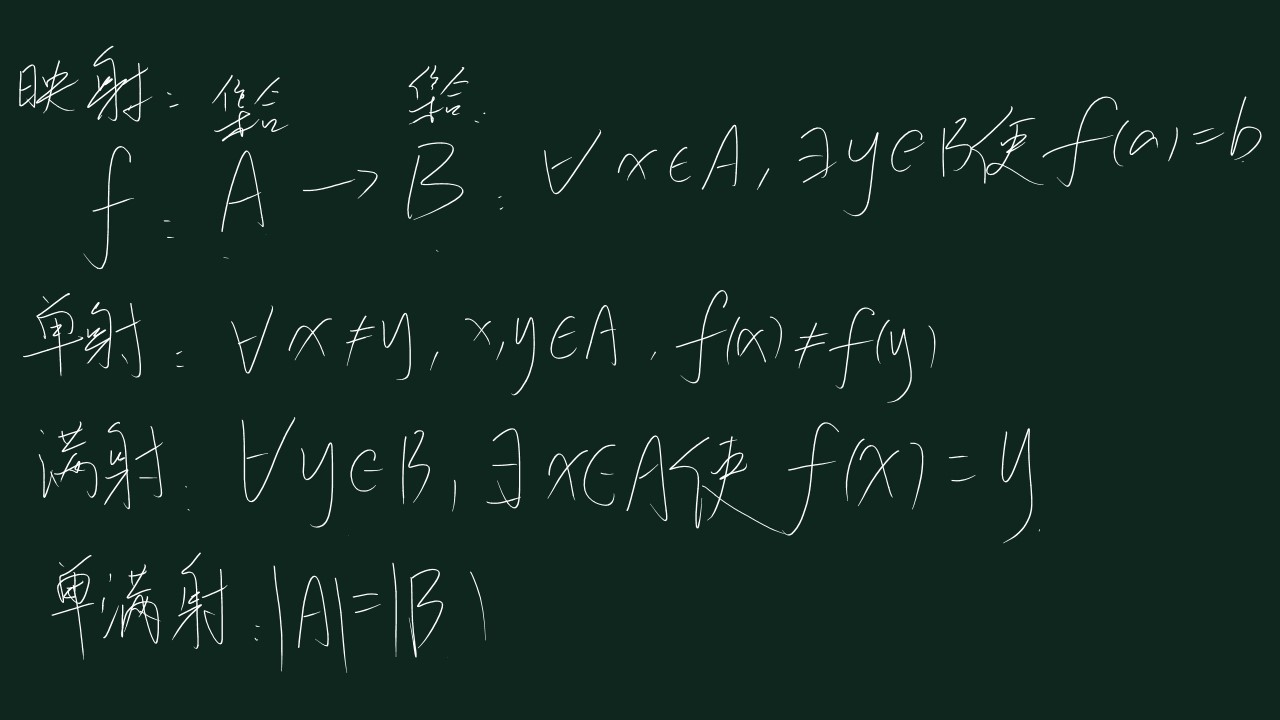 映射: 集合 集合
f: A → B: ∀x∈A, ∃y∈B使f(a)=b
单射: ∀x≠y, x,y∈A, f(x)≠f(y)
满射: ∀y∈B, ∃x∈A使f(x)=y
单满射: |A|=|B|